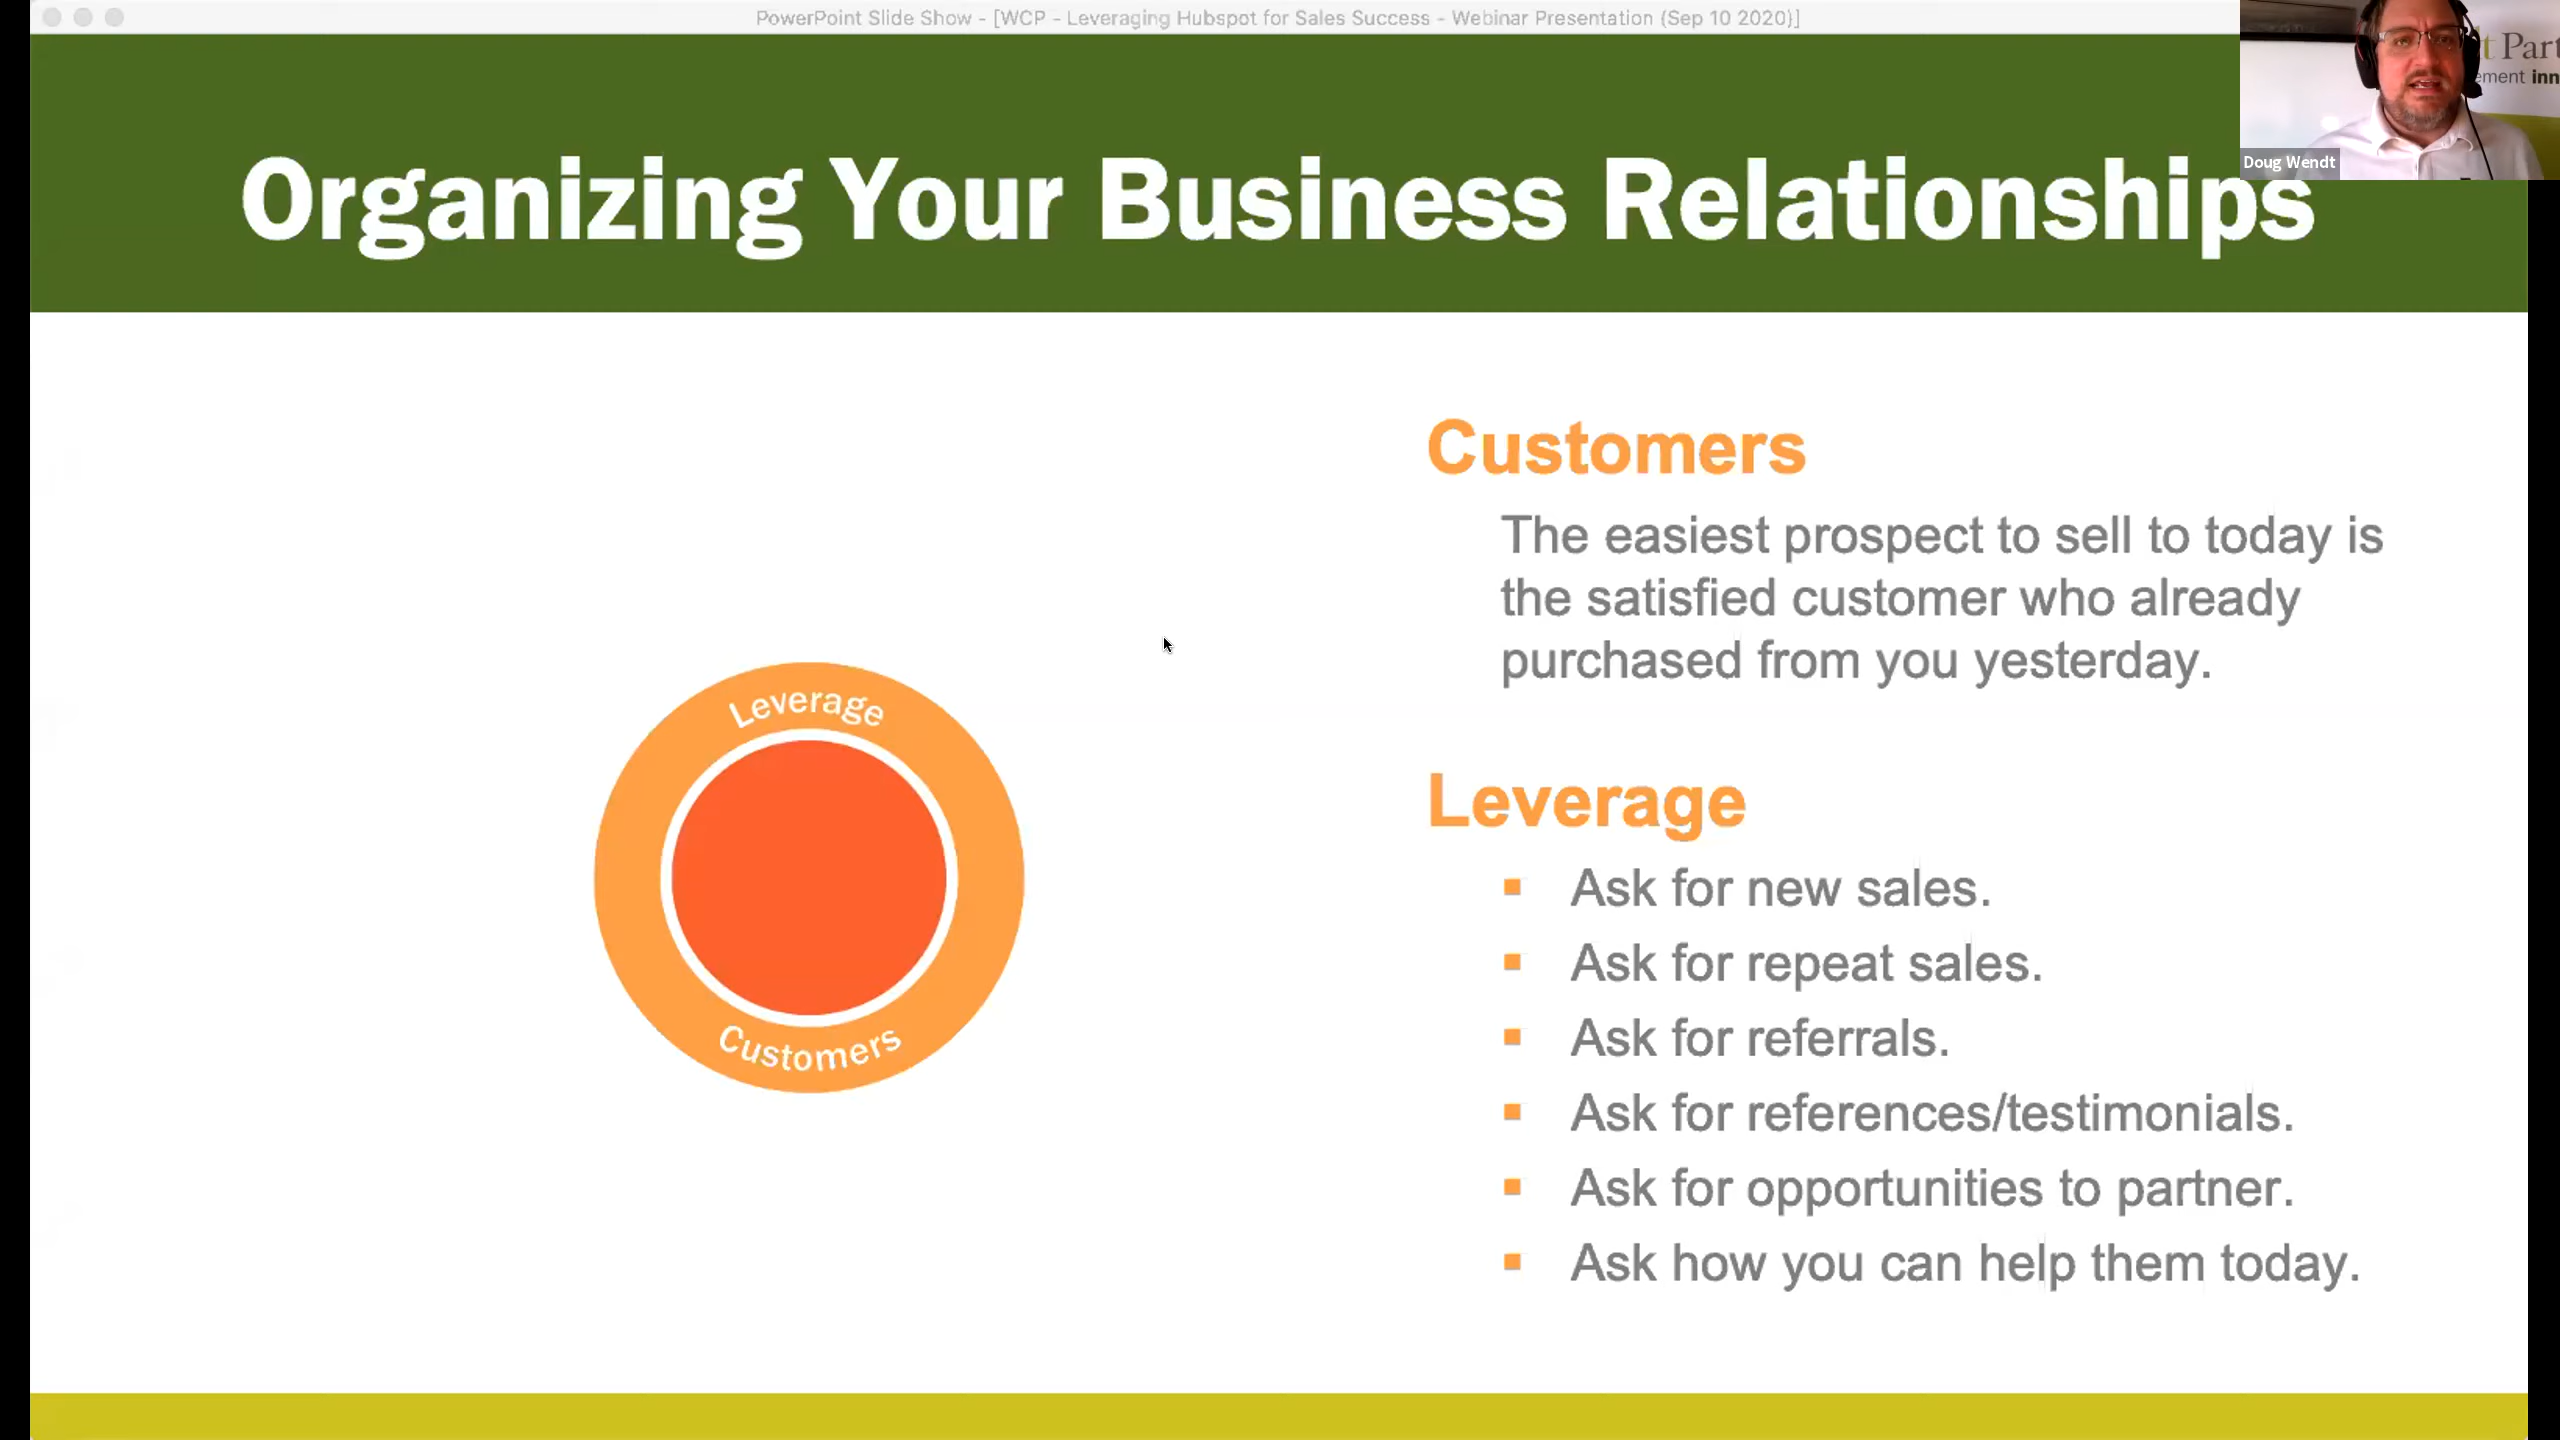 PowerPoint Slide Show - [WCP - Leveraging Hubspot for Sales Success - Webinar Presentation (Sep 10 2020)]
Part
ement inn
Doug Wendt
Organizing Your Business Relationships
Customers
The easiest prospect to sell to today is
the satisfied customer who already
purchased from you yesterday.
Leverage
Customers
Leverage
▪ Ask for new sales.
▪ Ask for repeat sales.
▪ Ask for referrals.
▪ Ask for references/testimonials.
▪ Ask for opportunities to partner.
▪ Ask how you can help them today.